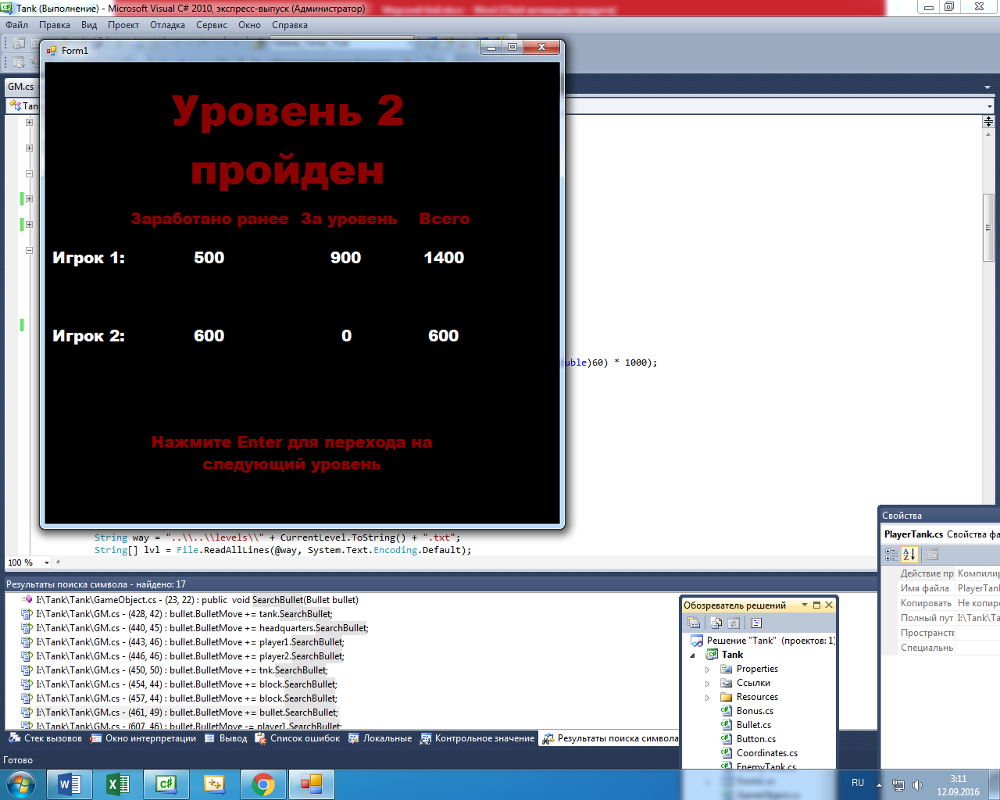 Tank (Выполнение) - Microsoft Visual C# 2010, экспресс-выпуск (Администратор)
Файл Правка Вид Проект Отладка Сервис Окно Справка
Form1
GM.cs
Tan
Уровень 2
пройден
Заработано ранее За уровень Всего
Игрок 1: 500 900 1400
Игрок 2: 600 0 600
Нажмите Enter для перехода на
следующий уровень
uble)60) * 1000);
String way = "..\\..\\levels\\" + CurrentLevel.ToString() + ".txt";
String[] lvl = File.ReadAllLines(@way, System.Text.Encoding.Default);
100 %
Результаты поиска символа - найдено: 17
I:\Tank\Tank\GameObject.cs - (23, 22) : public void SearchBullet(Bullet bullet)
I:\Tank\Tank\GM.cs - (428, 42) : bullet.BulletMove += tank.SearchBullet;
I:\Tank\Tank\GM.cs - (440, 45) : bullet.BulletMove += headquarters.SearchBullet;
I:\Tank\Tank\GM.cs - (443, 46) : bullet.BulletMove += player1.SearchBullet;
I:\Tank\Tank\GM.cs - (446, 46) : bullet.BulletMove += player2.SearchBullet;
I:\Tank\Tank\GM.cs - (450, 50) : bullet.BulletMove += tnk.SearchBullet;
I:\Tank\Tank\GM.cs - (454, 44) : bullet.BulletMove += block.SearchBullet;
I:\Tank\Tank\GM.cs - (457, 44) : bullet.BulletMove += block.SearchBullet;
I:\Tank\Tank\GM.cs - (461, 49) : bullet.BulletMove += bullet.SearchBullet;
I:\Tank\Tank\GM.cs - (607, 46) : bullet.BulletMove -= player1.SearchBullet;
Стек вызовов Окно интерпретации Вывод Список ошибок Локальные Контрольное значение Результаты поиска символа
Готово
Обозреватель решений
Решение "Tank" (проектов: 1)
Tank
Properties
Ссылки
Resources
Bonus.cs
Bullet.cs
Button.cs
Coordinates.cs
EnemyTank.cs
Свойства
PlayerTank.cs Свойства фа
Действие пр Компилир
Имя файла PlayerTank
Копировать Не копиро
Полный пут I:\Tank\Ta
Пространств
Специальнь
RU
3:11
12.09.2016